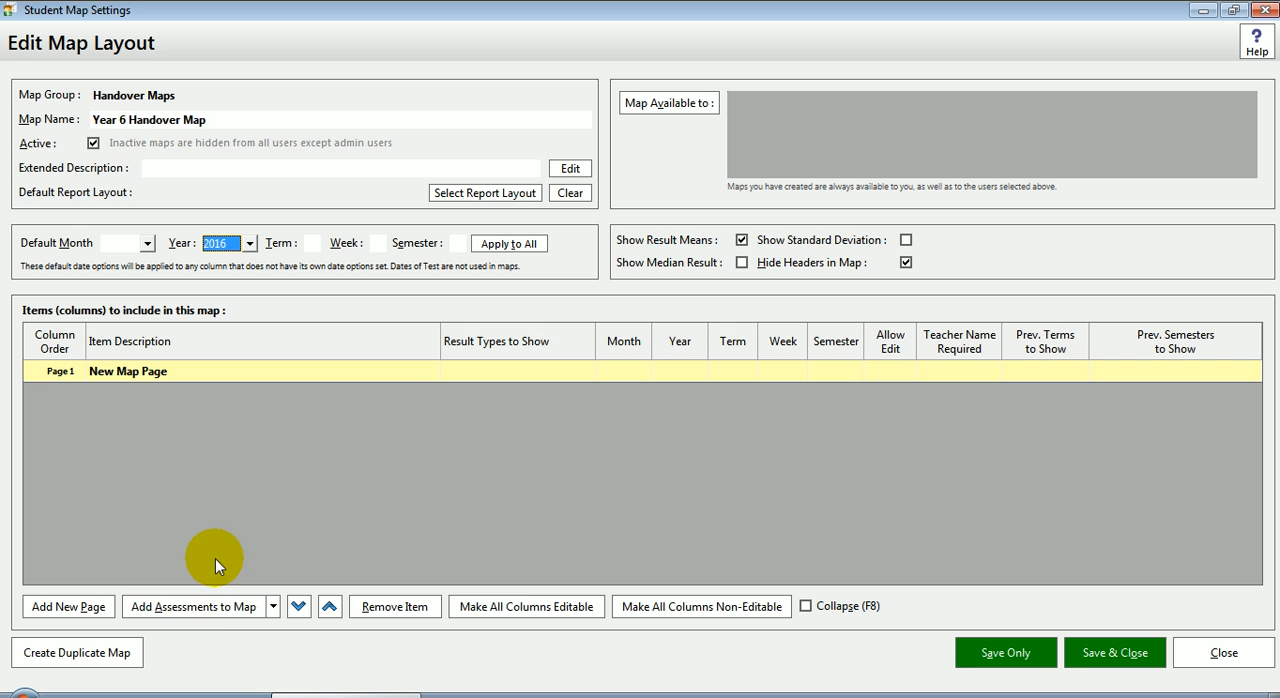 Student Map Settings
Edit Map Layout
?
Help
Map Group : Handover Maps
Map Name : Year 6 Handover Map
Active : Inactive maps are hidden from all users except admin users
Extended Description : Edit
Default Report Layout : Select Report Layout Clear
Map Available to :
Maps you have created are always available to you, as well as to the users selected above.
Default Month Year : 2016 Term : Week : Semester : Apply to All
These default date options will be applied to any column that does not have its own date options set. Dates of Test are not used in maps.
Show Result Means : Show Standard Deviation :
Show Median Result : Hide Headers in Map :
Items (columns) to include in this map :
Column Order Item Description Result Types to Show Month Year Term Week Semester Allow Edit Teacher Name Required Prev. Terms to Show Prev. Semesters to Show
Page 1 New Map Page
Add New Page Add Assessments to Map Remove Item Make All Columns Editable Make All Columns Non-Editable Collapse (F8)
Create Duplicate Map Save Only Save & Close Close